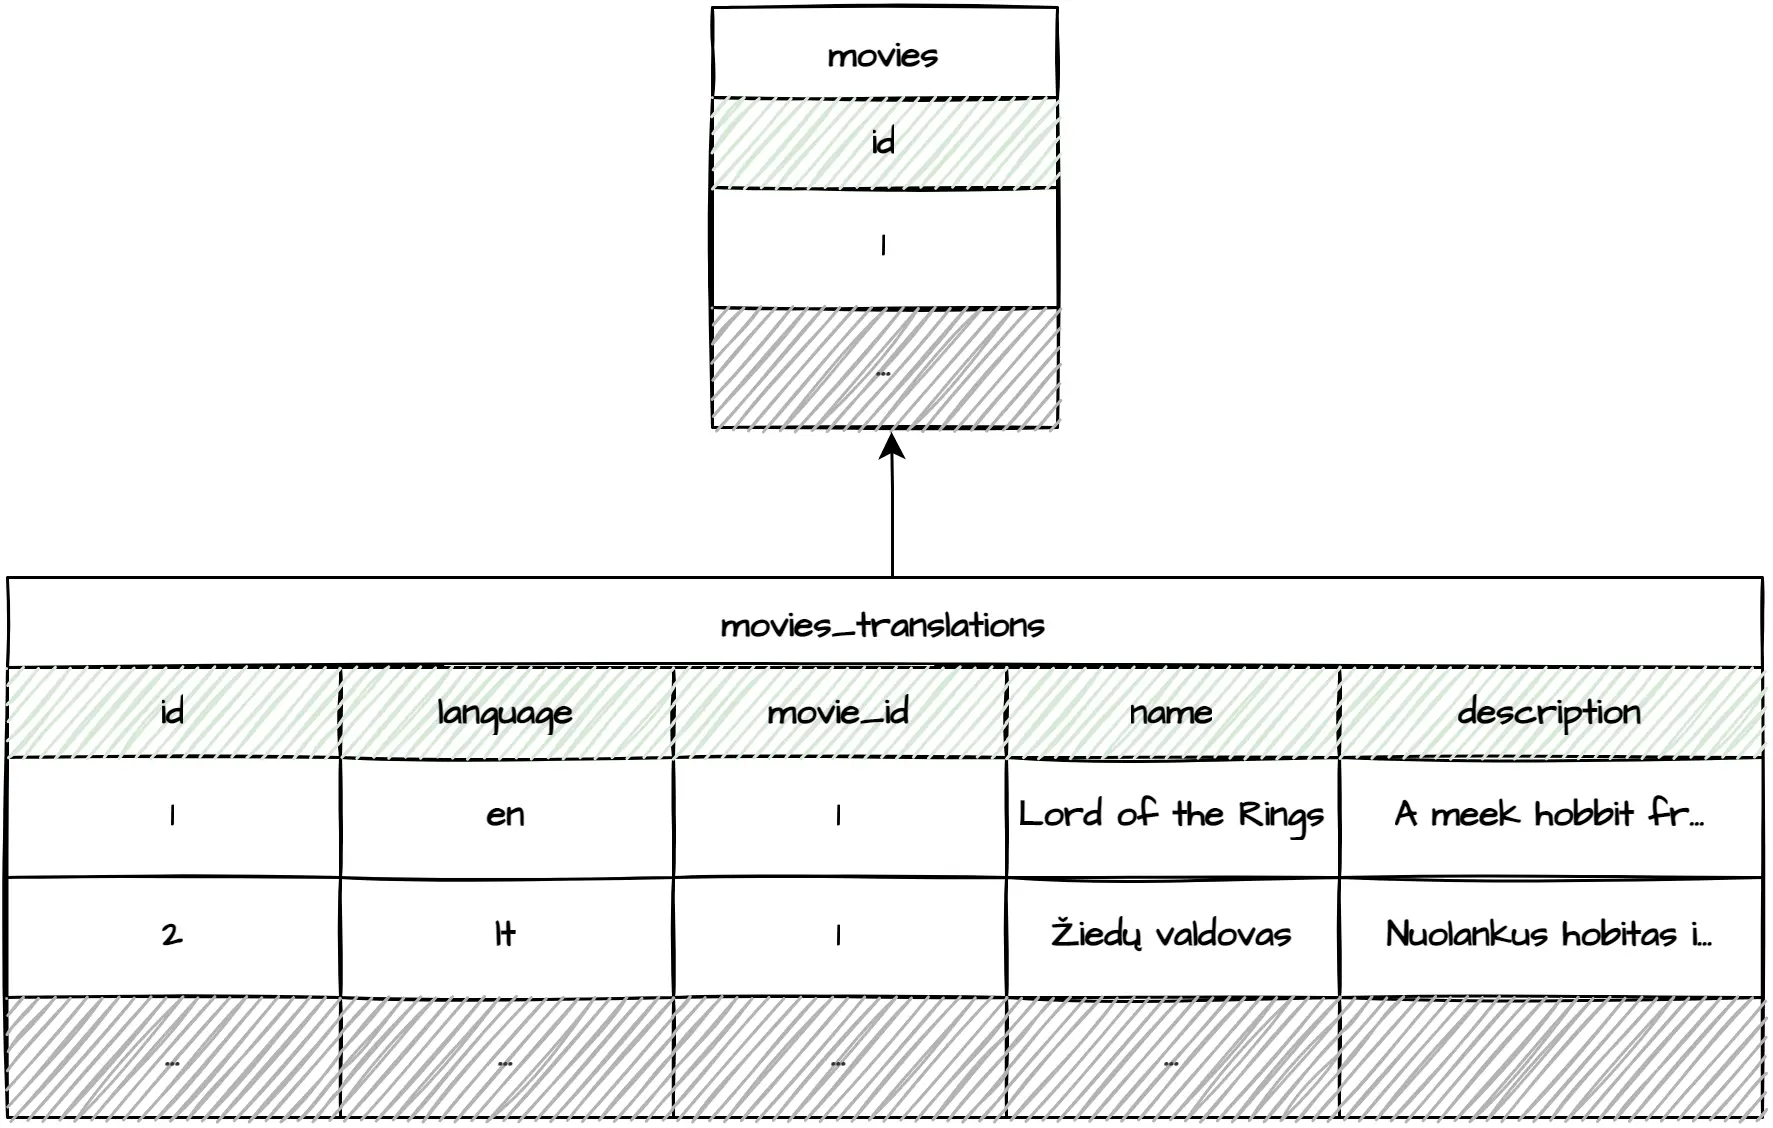 movies
id
1
...
movies_translations
id language movie_id name description
1 en 1 Lord of the Rings A meek hobbit fr...
2 lt 1 Žiedų valdovas Nuolankus hobitas i...
... ... ... ...